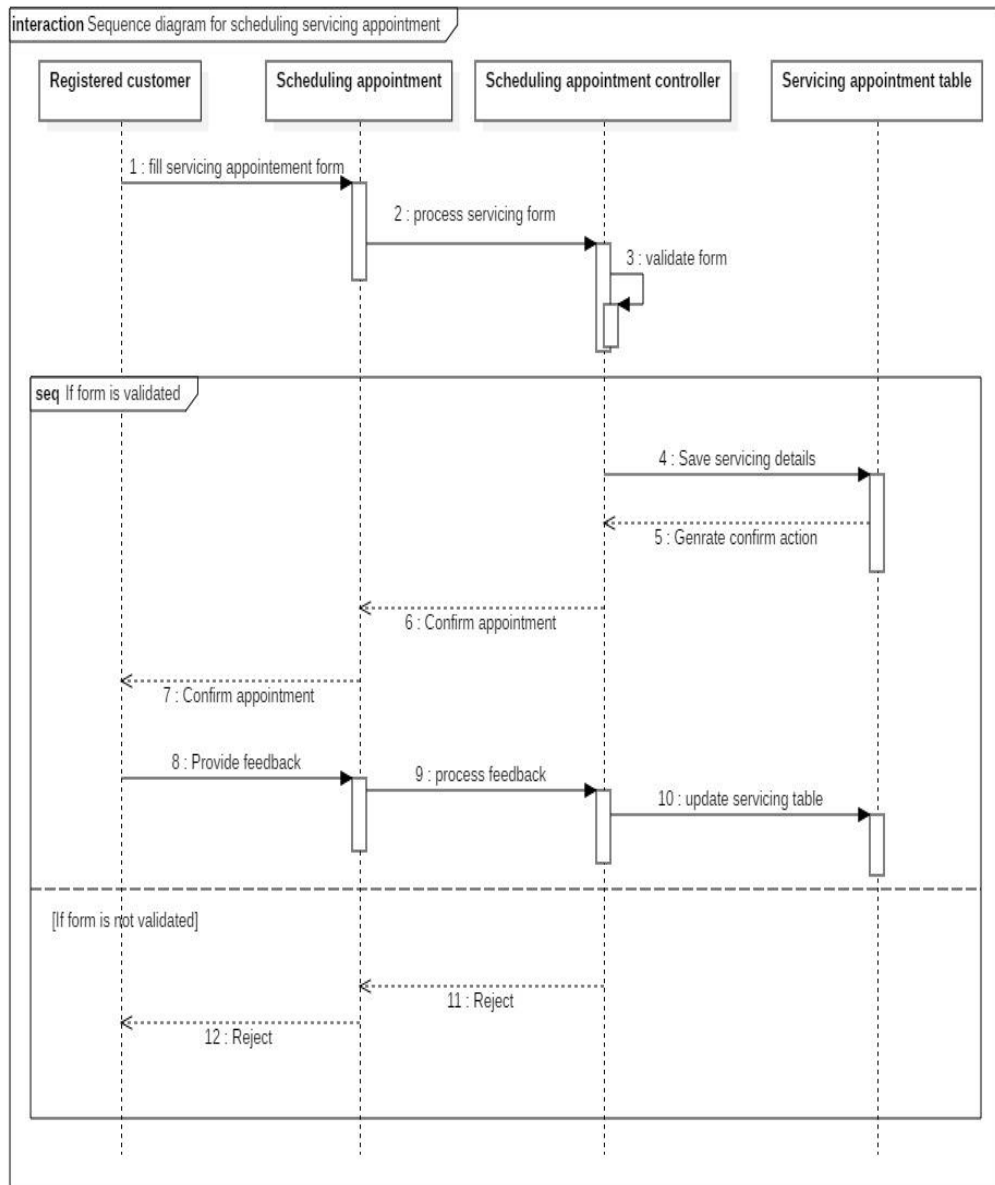 interaction Sequence diagram for scheduling servicing appointment
Registered customer
Scheduling appointment
Scheduling appointment controller
Servicing appointment table
1 : fill servicing appointement form
2 : process servicing form
3 : validate form
seq If form is validated
4 : Save servicing details
5 : Genrate confirm action
6 : Confirm appointment
7 : Confirm appointment
8 : Provide feedback
9 : process feedback
10 : update servicing table
[If form is not validated]
11 : Reject
12 : Reject